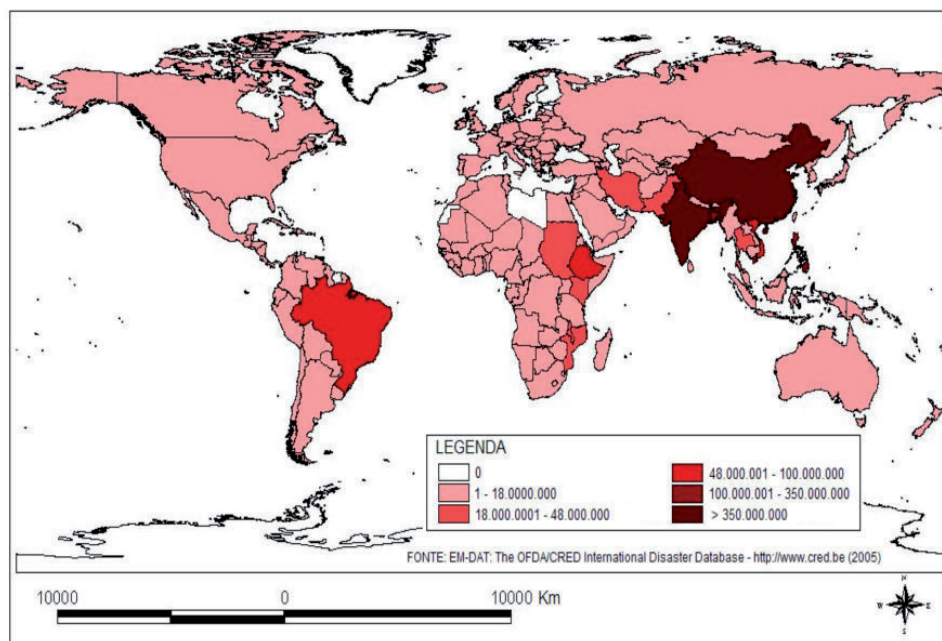 LEGENDA
0
1 - 18.0000.000
18.000.0001 - 48.000.000
48.000.001 - 100.000.000
100.000.001 - 350.000.000
> 350.000.000
FONTE: EM-DAT: The OFDA/CRED International Disaster Database - http://www.cred.be (2005)
10000 0 10000 Km
N
W E
S